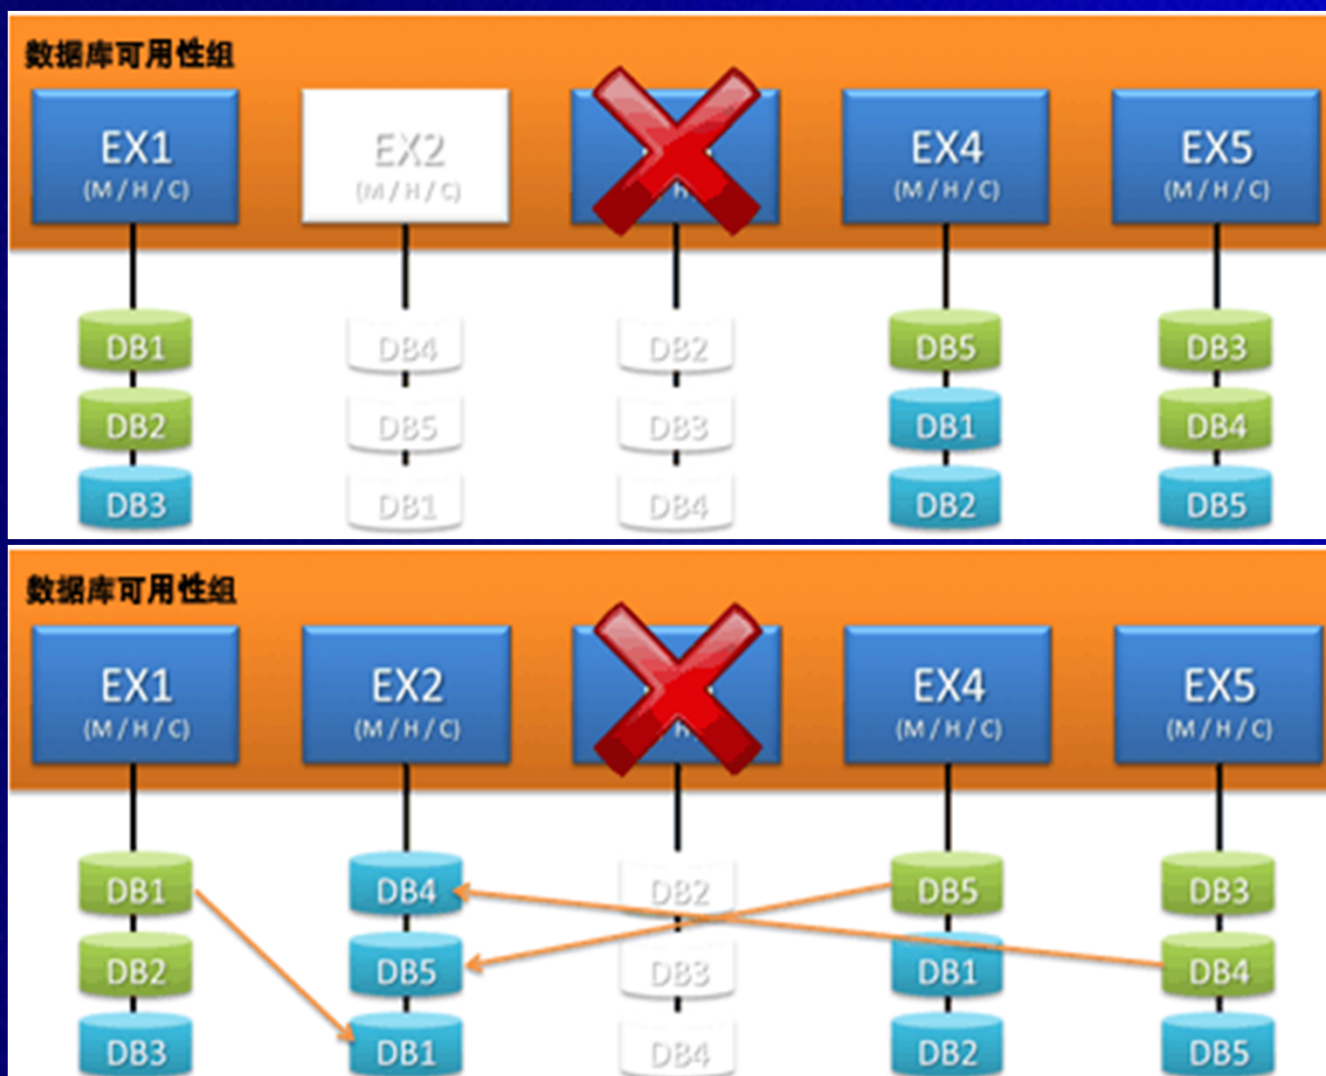 数据库可用性组
EX1 EX2 EX4 EX5
(M / H / C) (M / H / C) H (M / H / C) (M / H / C)
DB1 DB4 DB2 DB5 DB3
DB2 DB5 DB3 DB1 DB4
DB3 DB1 DB4 DB2 DB5
数据库可用性组
EX1 EX2 EX4 EX5
(M / H / C) (M / H / C) H (M / H / C) (M / H / C)
DB1 DB4 DB2 DB5 DB3
DB2 DB5 DB3 DB1 DB4
DB3 DB1 DB4 DB2 DB5